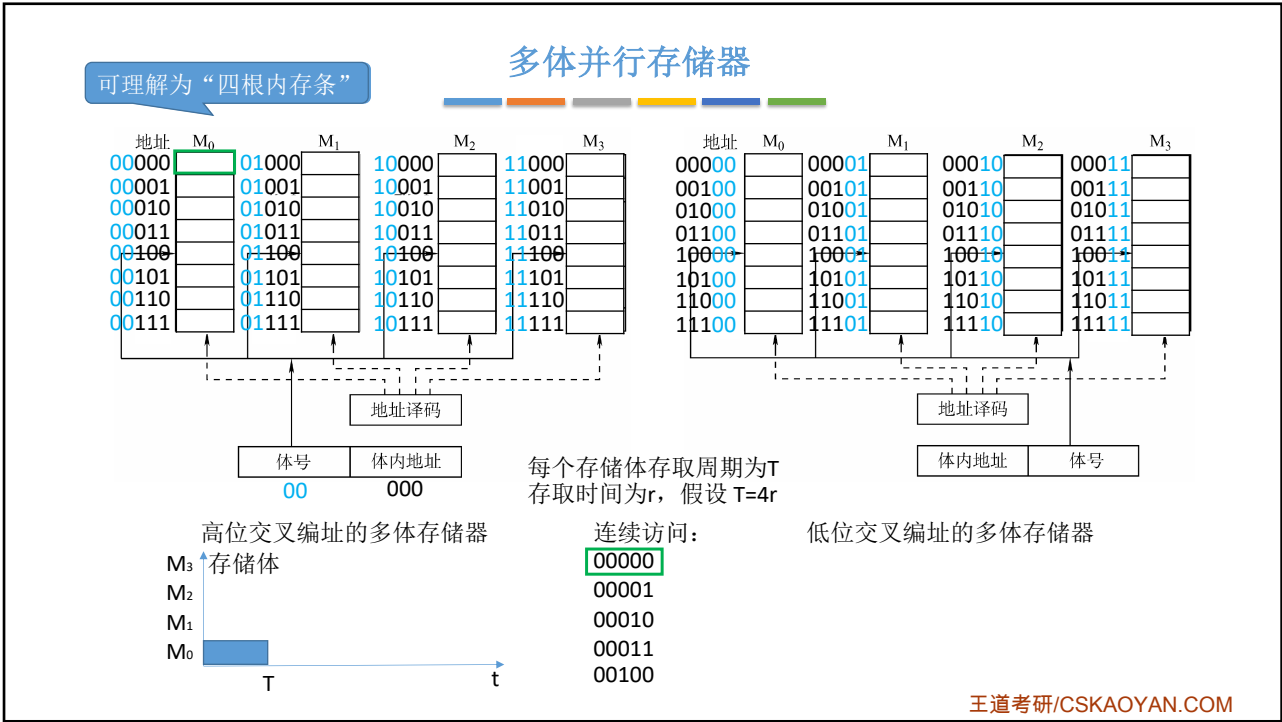 多体并行存储器
可理解为“四根内存条”
地址 M0 M1 M2 M3
00000 01000 10000 11000
00001 01001 10001 11001
00010 01010 10010 11010
00011 01011 10011 11011
00100 01100 10100 11100
00101 01101 10101 11101
00110 01110 10110 11110
00111 01111 10111 11111
地址译码
体号 体内地址
00 000
高位交叉编址的多体存储器
地址 M0 M1 M2 M3
00000 00001 00010 00011
00100 00101 00110 00111
01000 01001 01010 01011
01100 01101 01110 01111
10000 10001 10010 10011
10100 10101 10110 10111
11000 11001 11010 11011
11100 11101 11110 11111
地址译码
体内地址 体号
低位交叉编址的多体存储器
每个存储体存取周期为T
存取时间为r，假设 T=4r
连续访问：
00000
00001
00010
00011
00100
存储体
M3
M2
M1
M0
T
t
王道考研/CSKAOYAN.COM